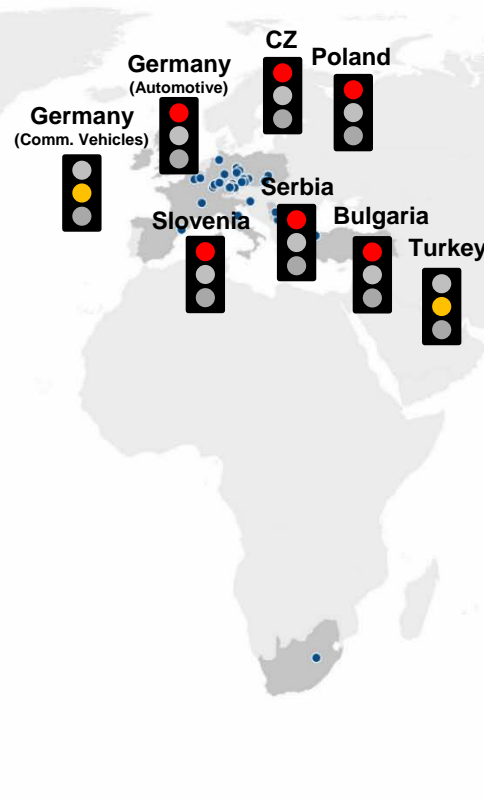 CZ
Poland
Germany
(Automotive)
Germany
(Comm. Vehicles)
Serbia
Slovenia
Bulgaria
Turkey